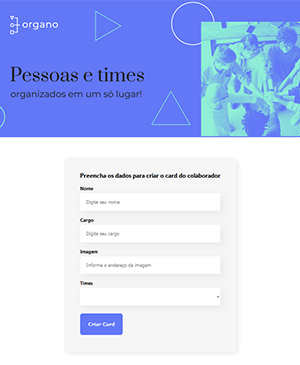 organo
Pessoas e times
organizados em um só lugar!
Preencha os dados para criar o card do colaborador
Nome
Digite seu nome
Cargo
Digite seu cargo
Imagem
Informe o endereço da imagem
Times
Criar Card